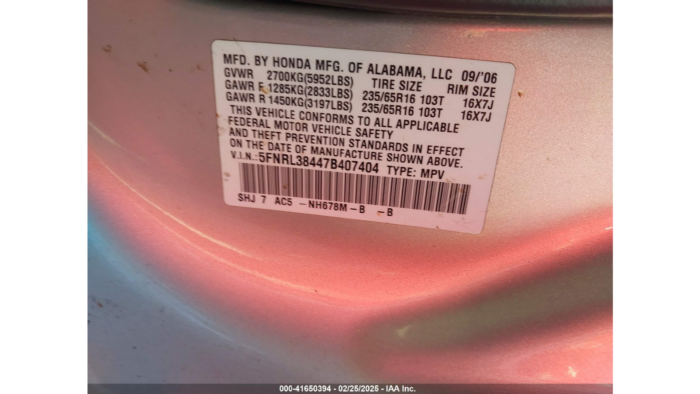 MFD. BY HONDA MFG. OF ALABAMA, LLC 09/'06
GVWR 2700KG(5952LBS) TIRE SIZE RIM SIZE
GAWR F 1285KG(2833LBS) 235/65R16 103T 16X7J
GAWR R 1450KG(3197LBS) 235/65R16 103T 16X7J
THIS VEHICLE CONFORMS TO ALL APPLICABLE
FEDERAL MOTOR VEHICLE SAFETY
AND THEFT PREVENTION STANDARDS IN EFFECT
ON THE DATE OF MANUFACTURE SHOWN ABOVE.
V.I.N.:5FNRL38447B407404 TYPE: MPV
SHJ 7 AC5 -NH678M-B -B
000-41650394 - 02/25/2025 - IAA Inc.